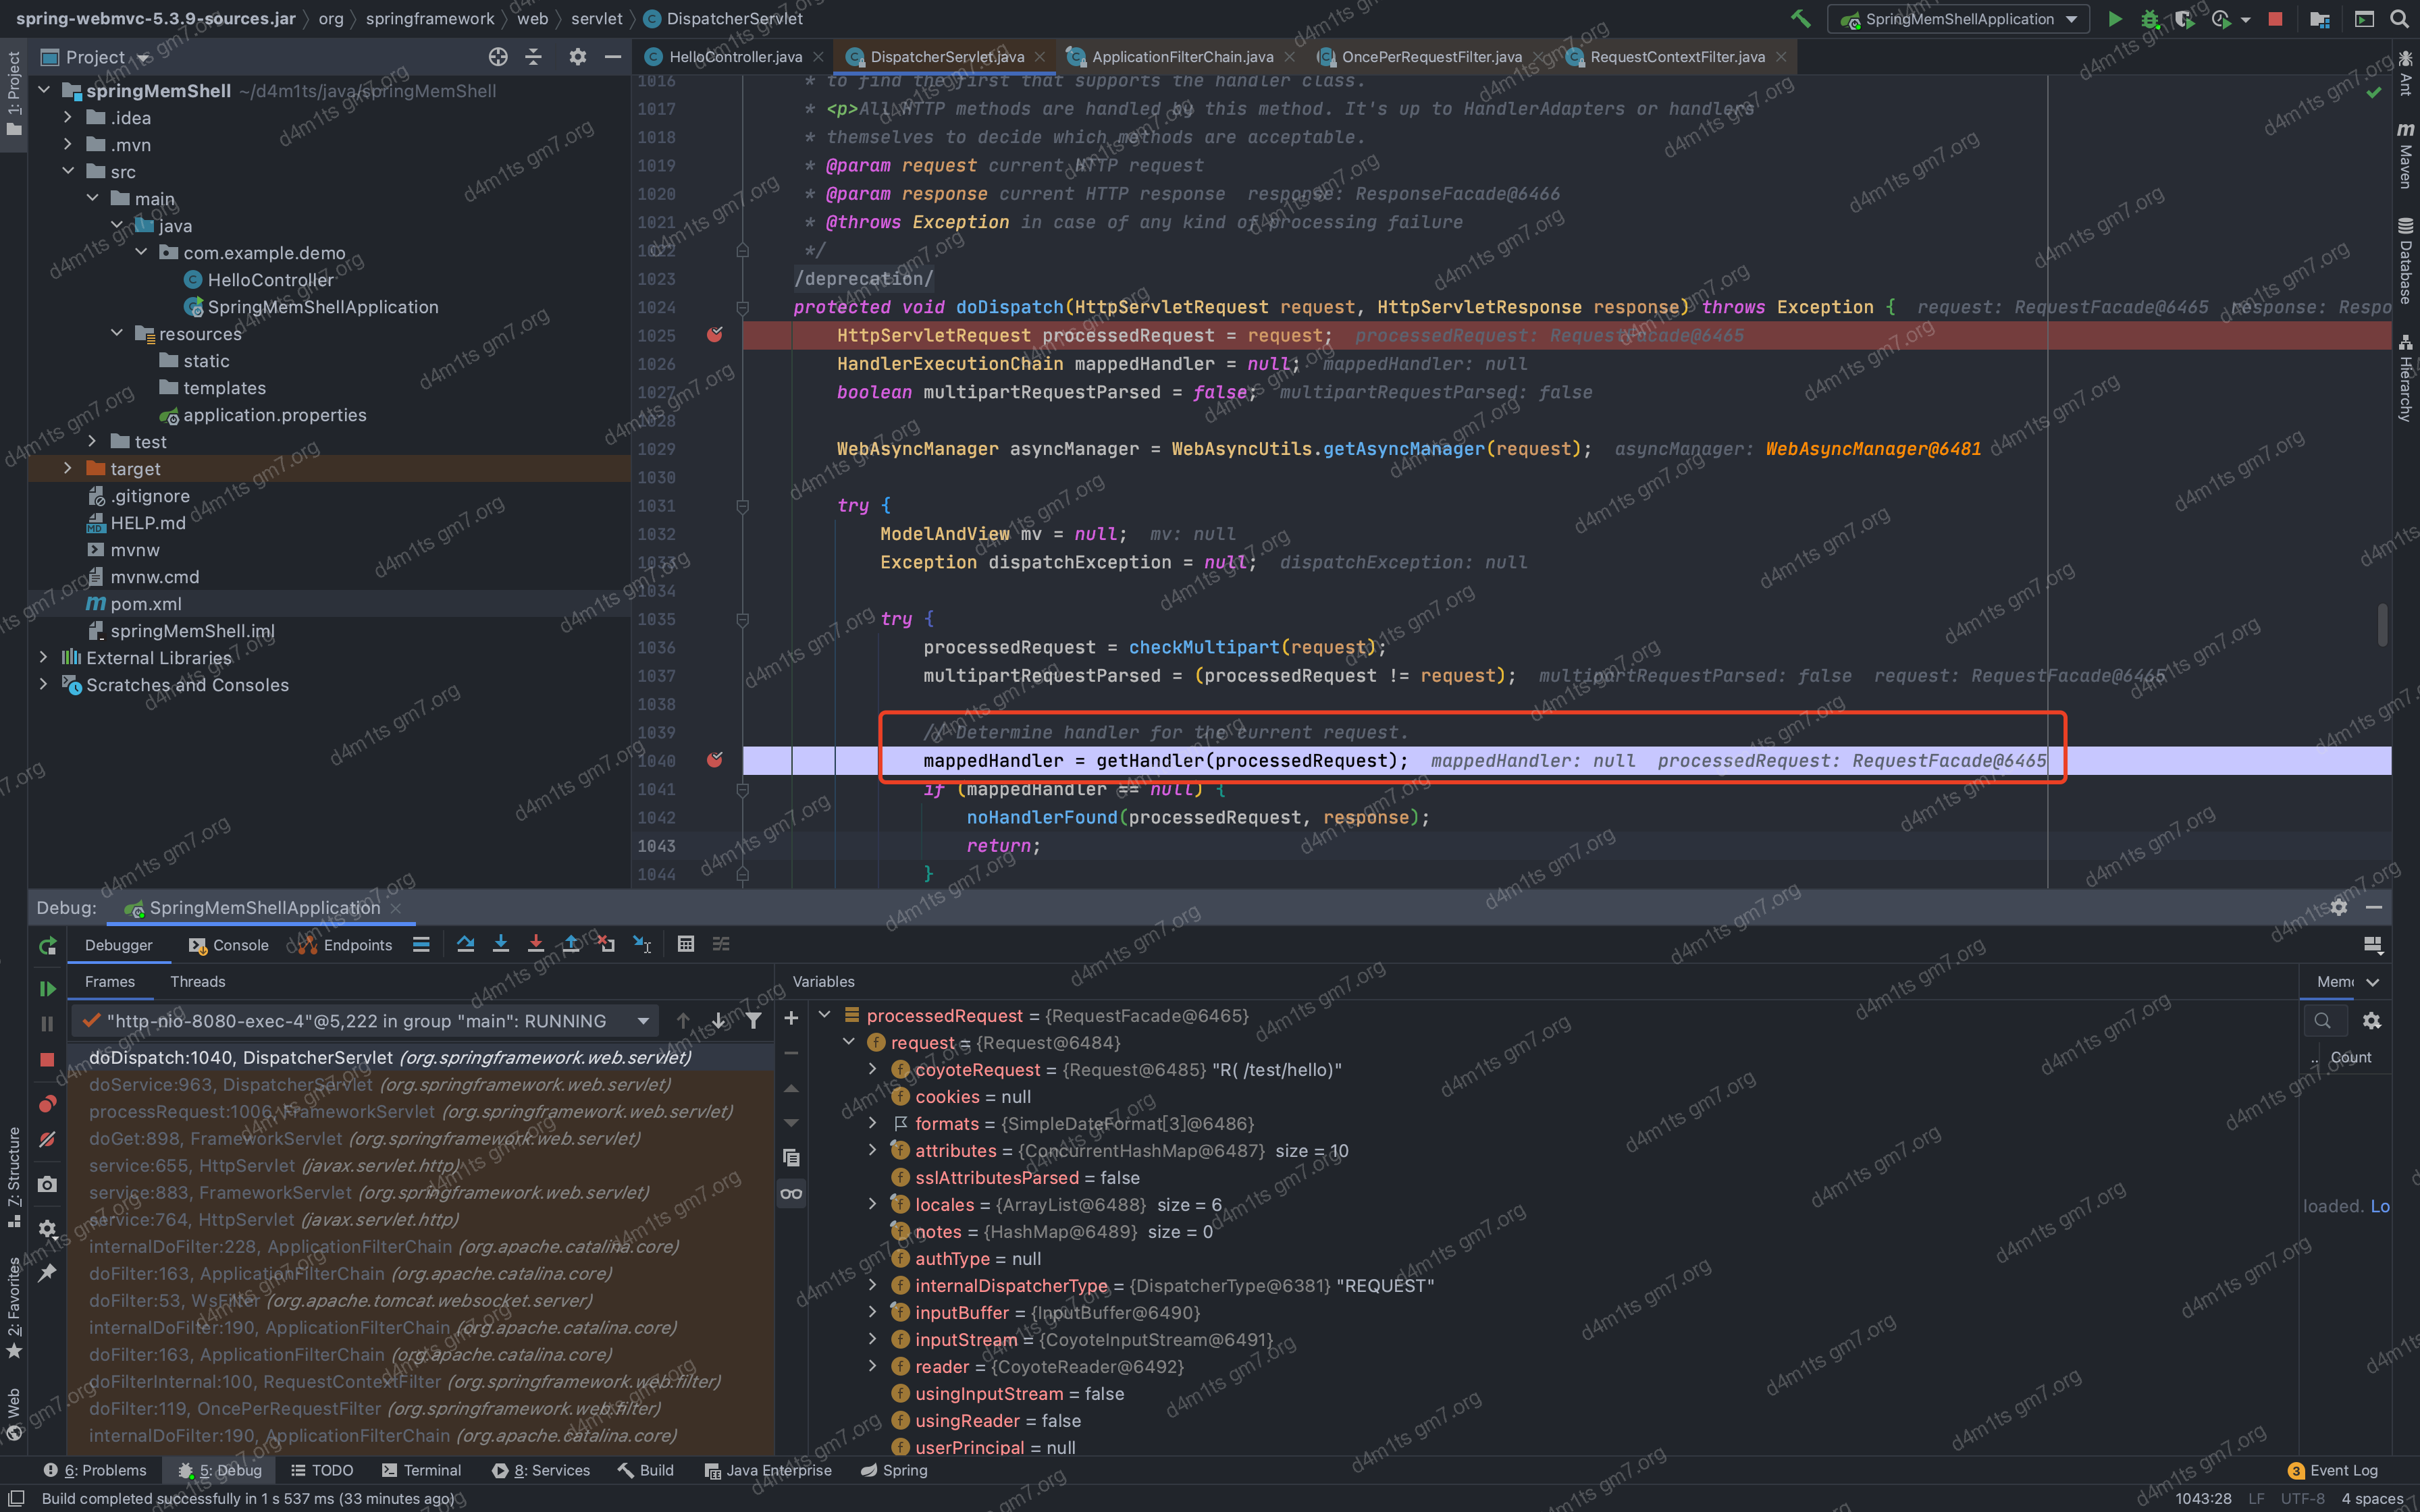 spring-webmvc-5.3.9-sources.jar 〉 org 〉 springframework 〉 web 〉 servlet 〉 DispatcherServlet
SpringMemShellApplication
1: Project
Project
springMemShell ~/d4m1ts/java/springMemShell
.idea
.mvn
src
main
java
com.example.demo
HelloController
SpringMemShellApplication
resources
static
templates
application.properties
test
target
.gitignore
HELP.md
mvnw
mvnw.cmd
pom.xml
springMemShell.iml
External Libraries
Scratches and Consoles
HelloController.java
DispatcherServlet.java
ApplicationFilterChain.java
OncePerRequestFilter.java
RequestContextFilter.java
1016 * to find the first that supports the handler class.
1017 * <p>All HTTP methods are handled by this method. It's up to HandlerAdapters or handlers
1018 * themselves to decide which methods are acceptable.
1019 * @param request current HTTP request
1020 * @param response current HTTP response response: ResponseFacade@6466
1021 * @throws Exception in case of any kind of processing failure
1022 */
1023 /deprecation/
1024 protected void doDispatch(HttpServletRequest request, HttpServletResponse response) throws Exception { request: RequestFacade@6465 response: Respo
1025 HttpServletRequest processedRequest = request; processedRequest: RequestFacade@6465
1026 HandlerExecutionChain mappedHandler = null; mappedHandler: null
1027 boolean multipartRequestParsed = false; multipartRequestParsed: false
1028
1029 WebAsyncManager asyncManager = WebAsyncUtils.getAsyncManager(request); asyncManager: WebAsyncManager@6481
1030
1031 try {
1032 ModelAndView mv = null; mv: null
1033 Exception dispatchException = null; dispatchException: null
1034
1035 try {
1036 processedRequest = checkMultipart(request);
1037 multipartRequestParsed = (processedRequest != request); multipartRequestParsed: false request: RequestFacade@6465
1038
1039 // Determine handler for the current request.
1040 mappedHandler = getHandler(processedRequest); mappedHandler: null processedRequest: RequestFacade@6465
1041 if (mappedHandler == null) {
1042 noHandlerFound(processedRequest, response);
1043 return;
1044 }
Ant
Maven
Database
Hierarchy
Debug: SpringMemShellApplication
Debugger Console Endpoints
Frames Threads
"http-nio-8080-exec-4"@5,222 in group "main": RUNNING
doDispatch:1040, DispatcherServlet (org.springframework.web.servlet)
doService:963, DispatcherServlet (org.springframework.web.servlet)
processRequest:1006, FrameworkServlet (org.springframework.web.servlet)
doGet:898, FrameworkServlet (org.springframework.web.servlet)
service:655, HttpServlet (javax.servlet.http)
service:883, FrameworkServlet (org.springframework.web.servlet)
service:764, HttpServlet (javax.servlet.http)
internalDoFilter:228, ApplicationFilterChain (org.apache.catalina.core)
doFilter:163, ApplicationFilterChain (org.apache.catalina.core)
doFilter:53, WsFilter (org.apache.tomcat.websocket.server)
internalDoFilter:190, ApplicationFilterChain (org.apache.catalina.core)
doFilter:163, ApplicationFilterChain (org.apache.catalina.core)
doFilterInternal:100, RequestContextFilter (org.springframework.web.filter)
doFilter:119, OncePerRequestFilter (org.springframework.web.filter)
internalDoFilter:190, ApplicationFilterChain (org.apache.catalina.core)
Variables
processedRequest = {RequestFacade@6465}
request = {Request@6484}
coyoteRequest = {Request@6485} "R( /test/hello)"
cookies = null
formats = {SimpleDateFormat[3]@6486}
attributes = {ConcurrentHashMap@6487} size = 10
sslAttributesParsed = false
locales = {ArrayList@6488} size = 6
notes = {HashMap@6489} size = 0
authType = null
internalDispatcherType = {DispatcherType@6381} "REQUEST"
inputBuffer = {InputBuffer@6490}
inputStream = {CoyoteInputStream@6491}
reader = {CoyoteReader@6492}
usingInputStream = false
usingReader = false
userPrincipal = null
Mem
.. Count
loaded. Lo
Z: Structure
2: Favorites
Web
6: Problems 5: Debug TODO Terminal 8: Services Build Java Enterprise Spring
3 Event Log
Build completed successfully in 1 s 537 ms (33 minutes ago)
1043:28 LF UTF-8 4 spaces
d4m1ts gm7.org